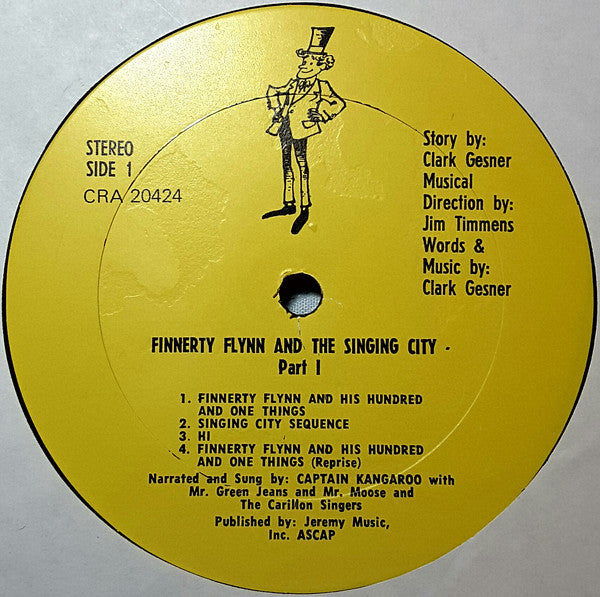 STEREO
SIDE 1
CRA 20424
Story by:
Clark Gesner
Musical
Direction by:
Jim Timmens
Words &
Music by:
Clark Gesner
FINNERTY FLYNN AND THE SINGING CITY -
Part I
1. FINNERTY FLYNN AND HIS HUNDRED
AND ONE THINGS
2. SINGING CITY SEQUENCE
3. HI
4. FINNERTY FLYNN AND HIS HUNDRED
AND ONE THINGS (Reprise)
Narrated and Sung by: CAPTAIN KANGAROO with
Mr. Green Jeans and Mr. Moose and
The Carillon Singers
Published by: Jeremy Music,
Inc. ASCAP